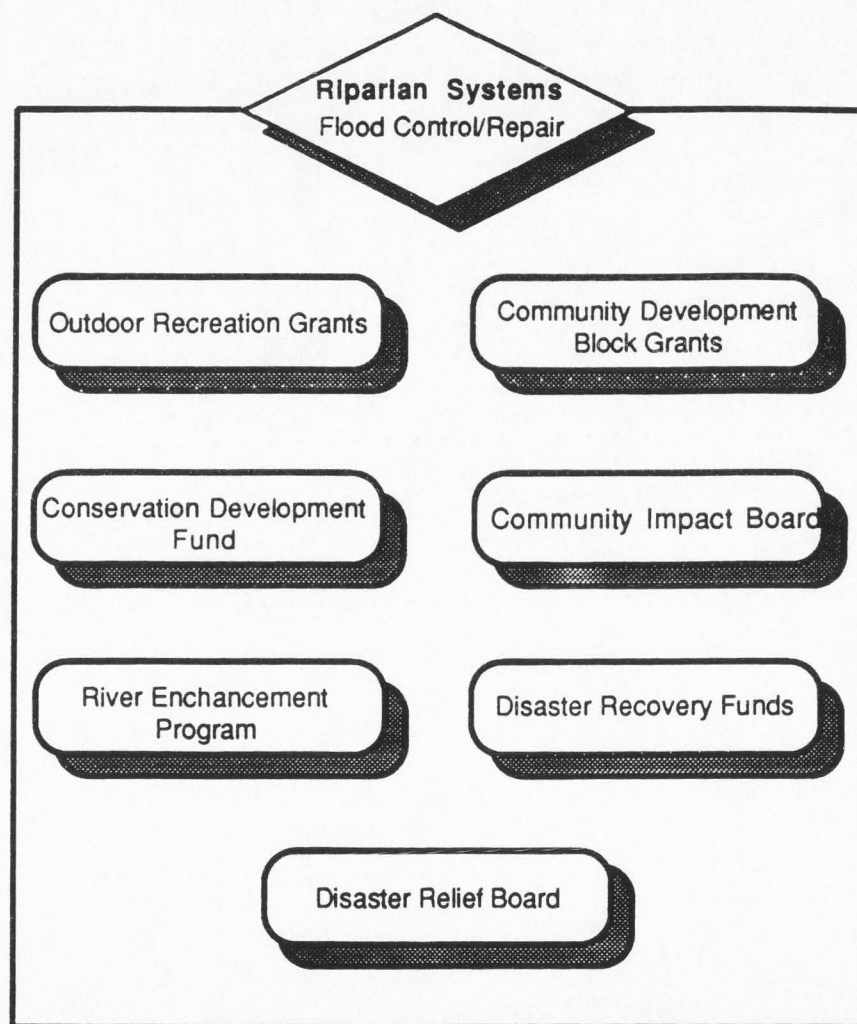 Riparian Systems
Flood Control/Repair
Outdoor Recreation Grants
Community Development
Block Grants
Conservation Development
Fund
Community Impact Board
River Enchancement
Program
Disaster Recovery Funds
Disaster Relief Board